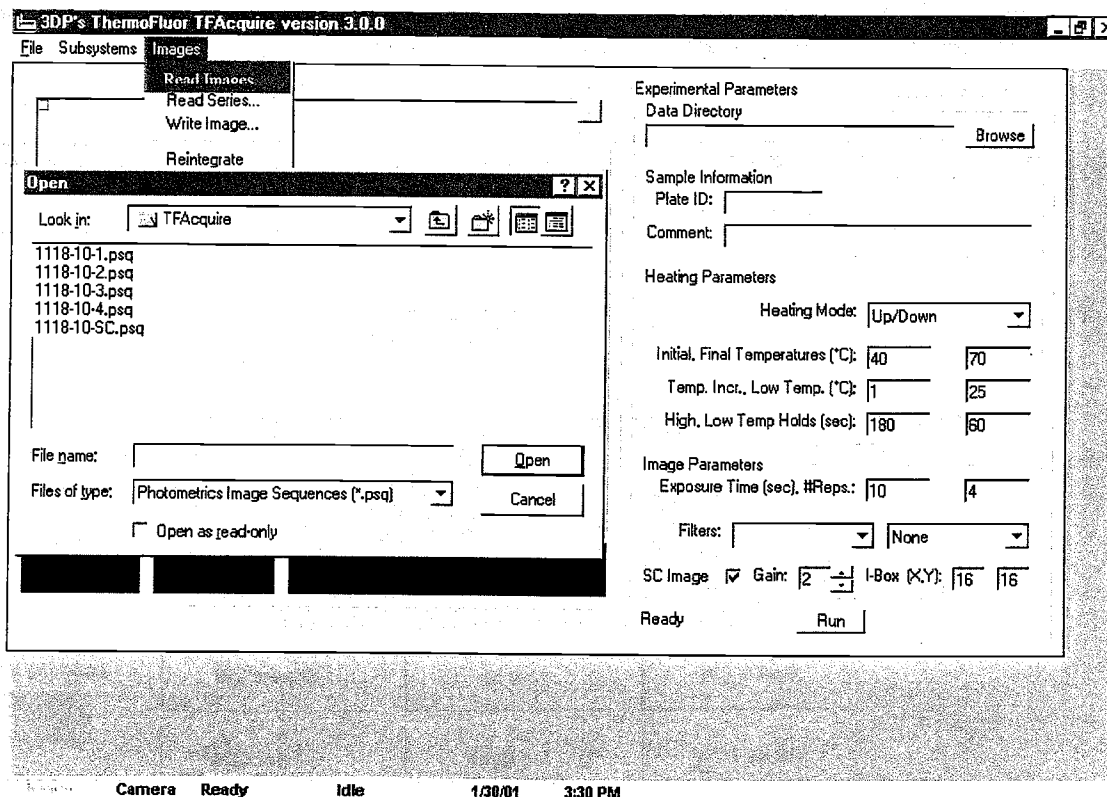 3DP's ThermoFluor TFAcquire version 3.0.0
File Subsystems Images
Read Images...
Read Series...
Write Image...
Reintegrate
Open
Look in: TFAcquire
1118-10-1.psq
1118-10-2.psq
1118-10-3.psq
1118-10-4.psq
1118-10-SC.psq
File name:
Open
Files of type: Photometrics Image Sequences (*.psq)
Cancel
Open as read-only
Experimental Parameters
Data Directory
Browse
Sample Information
Plate ID:
Comment:
Heating Parameters
Heating Mode: Up/Down
Initial, Final Temperatures (°C): 40 70
Temp. Incr., Low Temp. (°C): 1 25
High, Low Temp Holds (sec): 180 60
Image Parameters
Exposure Time (sec), #Reps.: 10 4
Filters: None
SC Image Gain: 2 I-Box (X,Y): 16 16
Ready Run
Camera Ready Idle 1/30/01 3:30 PM